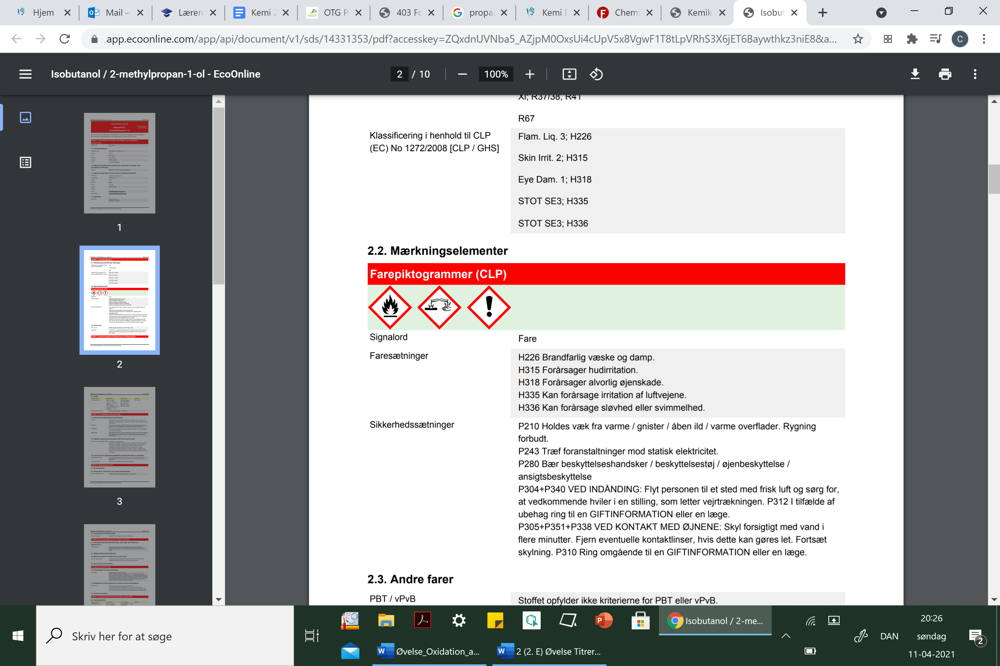 Hjem
Mail –
Lærere
Kemi 2
OTG P
403 Fo
propa
Kemi
Chemi
Kemik
Isobut
app.ecoonline.com/app/api/document/v1/sds/14331353/pdf?accesskey=ZQxdnUVNba5_AZjpM0OxsUi4cUpV5x8VgwF1T8tLpVRhS3X6jET6Baywthkz3niE8&a...
C
Isobutanol / 2-methylpropan-1-ol - EcoOnline
2 / 10
100%
1
2
3
Xi; R37/38, R41
R67
Klassificering i henhold til CLP
(EC) No 1272/2008 [CLP / GHS]
Flam. Liq. 3; H226
Skin Irrit. 2; H315
Eye Dam. 1; H318
STOT SE3; H335
STOT SE3; H336
2.2. Mærkningselementer
Farepiktogrammer (CLP)
Signalord
Fare
Faresætninger
H226 Brandfarlig væske og damp.
H315 Forårsager hudirritation.
H318 Forårsager alvorlig øjenskade.
H335 Kan forårsage irritation af luftvejene.
H336 Kan forårsage sløvhed eller svimmelhed.
Sikkerhedssætninger
P210 Holdes væk fra varme / gnister / åben ild / varme overflader. Rygning
forbudt.
P243 Træf foranstaltninger mod statisk elektricitet.
P280 Bær beskyttelseshandsker / beskyttelsestøj / øjenbeskyttelse /
ansigtsbeskyttelse
P304+P340 VED INDÅNDING: Flyt personen til et sted med frisk luft og sørg for,
at vedkommende hviler i en stilling, som letter vejrtrækningen. P312 I tilfælde af
ubehag ring til en GIFTINFORMATION eller en læge.
P305+P351+P338 VED KONTAKT MED ØJNENE: Skyl forsigtigt med vand i
flere minutter. Fjern eventuelle kontaktlinser, hvis dette kan gøres let. Fortsæt
skylning. P310 Ring omgående til en GIFTINFORMATION eller en læge.
2.3. Andre farer
PBT / vPvB
Stoffet opfylder ikke kriterierne for PBT eller vPvB.
Skriv her for at søge
Isobutanol / 2-me...
Øvelse_Oxidation_a...
2 (2. E) Øvelse Titrer...
DAN
20:26
søndag
11-04-2021
2